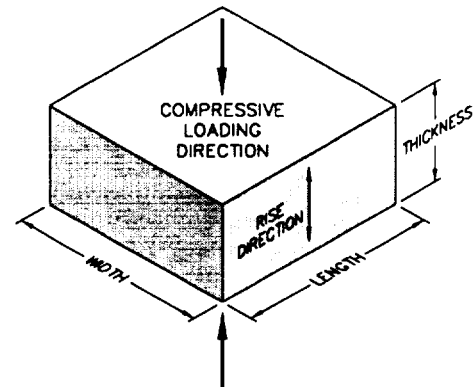 COMPRESSIVE
LOADING
DIRECTION
THICKNESS
RISE
DIRECTION
WIDTH
LENGTH